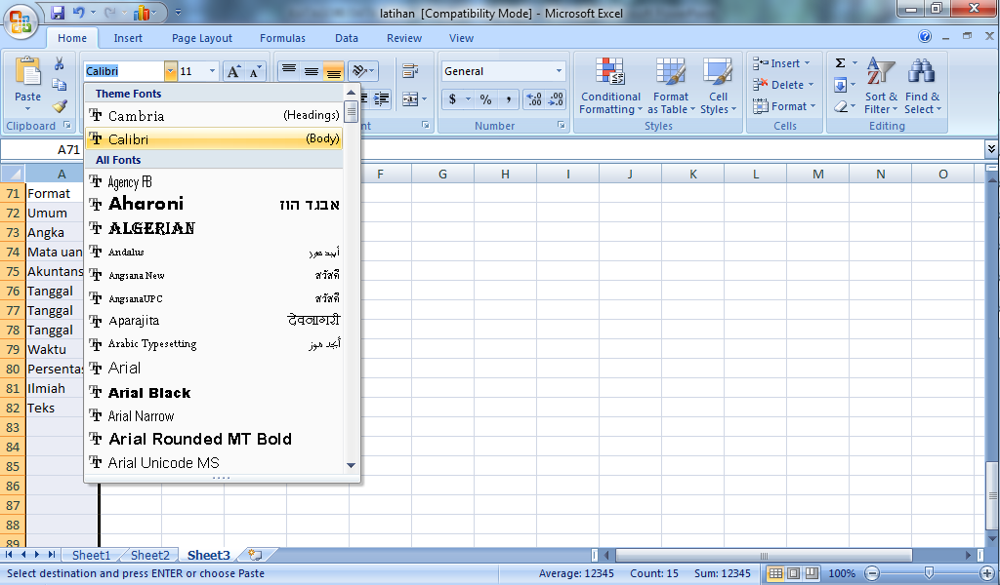 latihan [Compatibility Mode] - Microsoft Excel
Home Insert Page Layout Formulas Data Review View
Calibri 11 General Insert Delete Format
Paste
$ % , .00 .00
Conditional Formatting Format as Table Cell Styles
Σ Sort & Filter Find & Select
Clipboard Number Styles Cells Editing
A71
Theme Fonts
Cambria (Headings)
Calibri (Body)
All Fonts
Agency FB
Aharoni אבגד הוז
ALGERIAN
Andalus أبجد هوز
Angsana New สวัสดี
AngsanaUPC สวัสดี
Aparajita देवनागरी
Arabic Typesetting أبجد هوز
Arial
Arial Black
Arial Narrow
Arial Rounded MT Bold
Arial Unicode MS
A F G H I J K L M N O
71 Format
72 Umum
73 Angka
74 Mata uan
75 Akuntans
76 Tanggal
77 Tanggal
78 Tanggal
79 Waktu
80 Persentas
81 Ilmiah
82 Teks
83
84
85
86
87
88
89
Sheet1 Sheet2 Sheet3
Select destination and press ENTER or choose Paste Average: 12345 Count: 15 Sum: 12345 100%